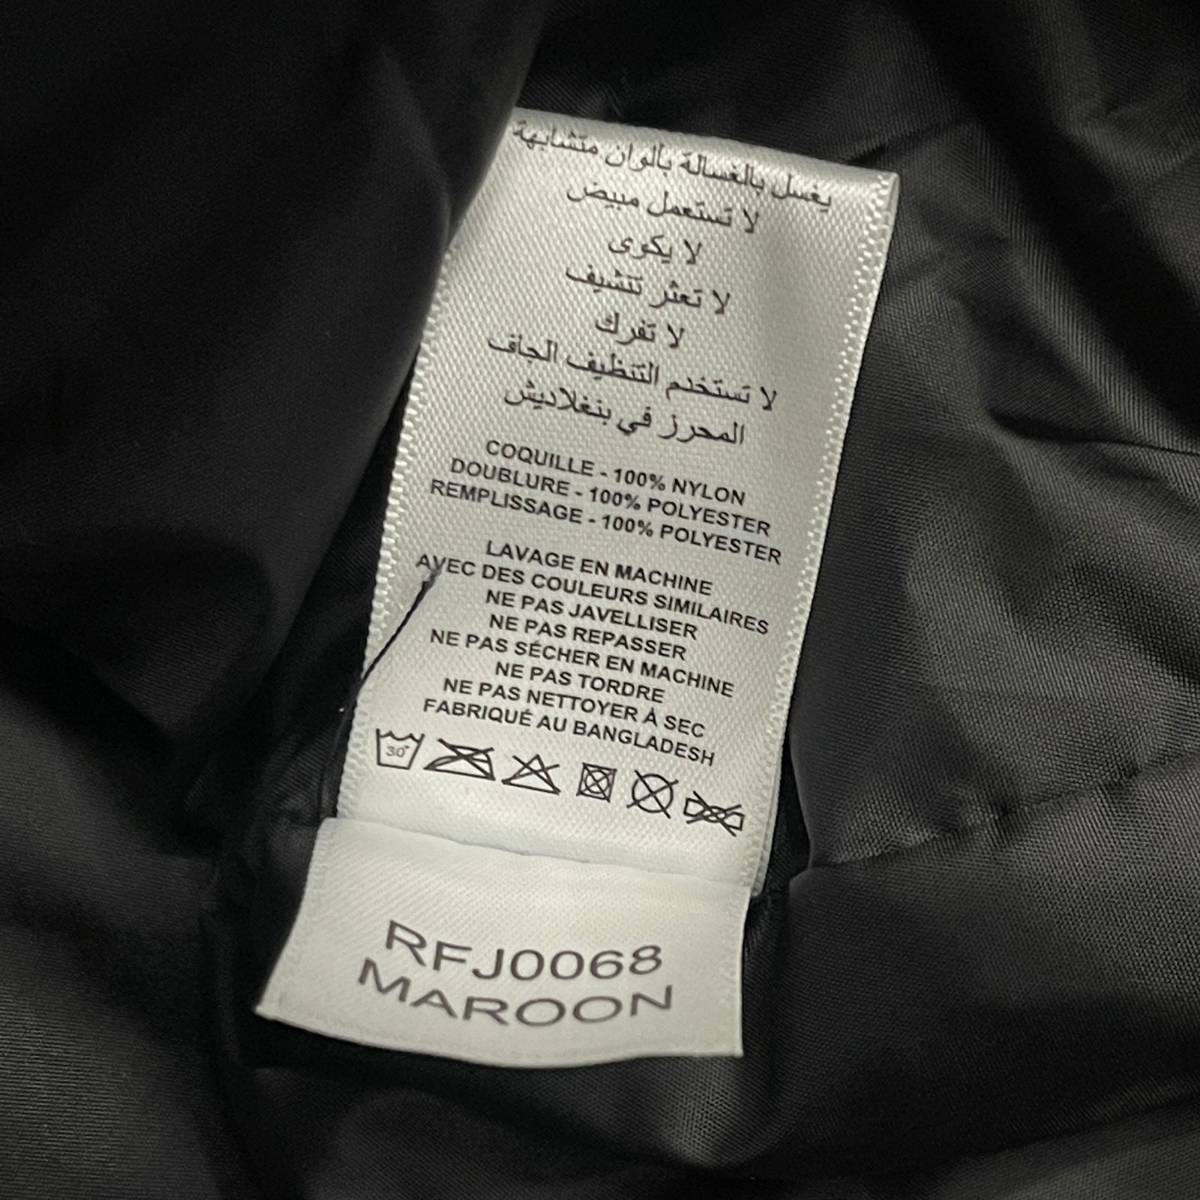 يغسل بالغسالة بألوان متشابهة
لا تستعمل مبيض
لا يكوى
لا تعثر تنشيف
لا تفرك
لا تستخدم التنظيف الجاف
المحرز في بنغلاديش
COQUILLE - 100% NYLON
DOUBLURE - 100% POLYESTER
REMPLISSAGE - 100% POLYESTER
LAVAGE EN MACHINE
AVEC DES COULEURS SIMILAIRES
NE PAS JAVELLISER
NE PAS REPASSER
NE PAS SÉCHER EN MACHINE
NE PAS TORDRE
NE PAS NETTOYER À SEC
FABRIQUÉ AU BANGLADESH
30°
RFJ0068
MAROON